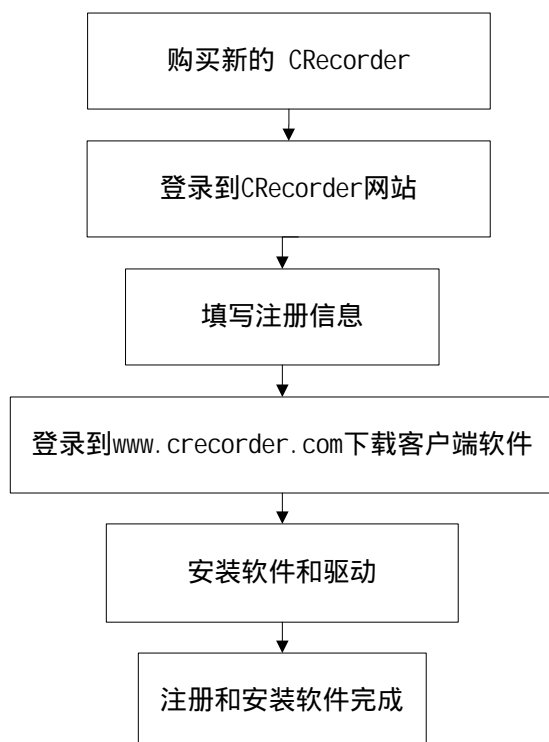 购买新的 CRecorder
登录到CRecorder网站
填写注册信息
登录到www.crecorder.com下载客户端软件
安装软件和驱动
注册和安装软件完成